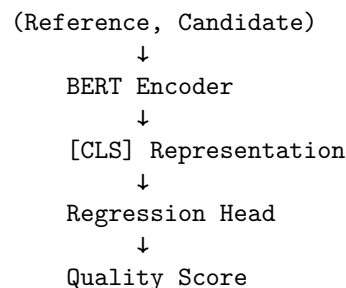 (Reference, Candidate)
↓
BERT Encoder
↓
[CLS] Representation
↓
Regression Head
↓
Quality Score